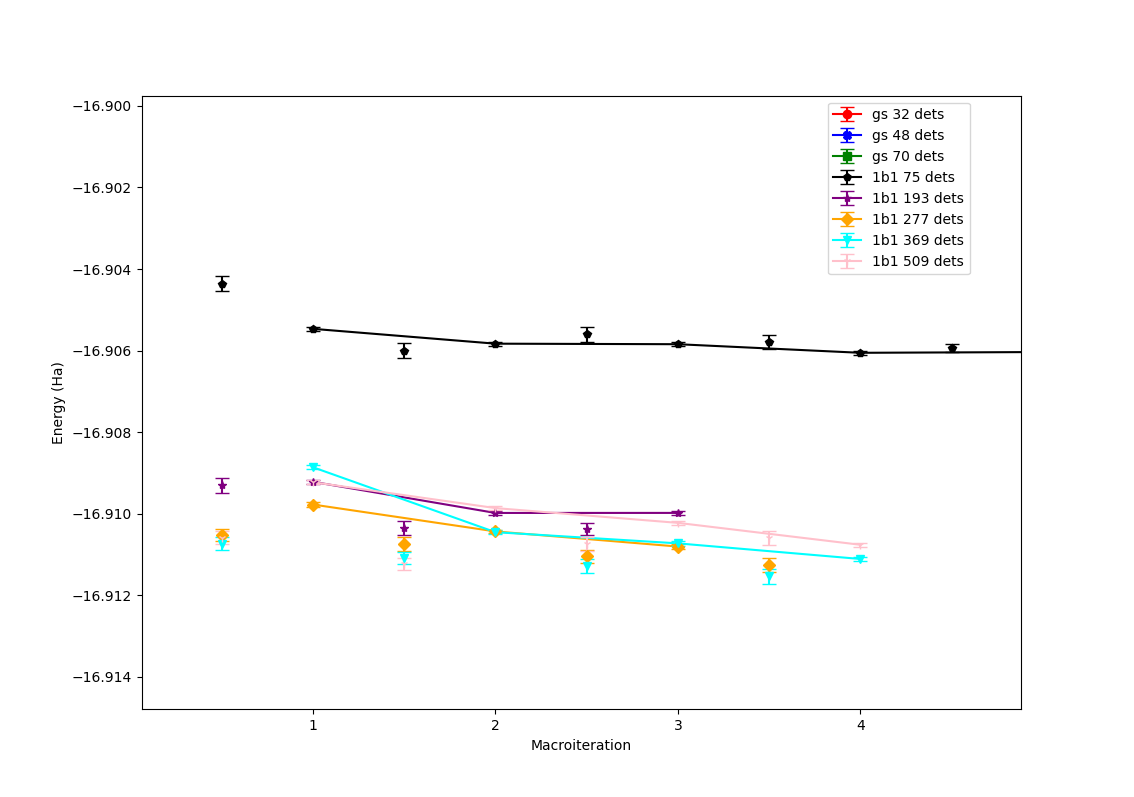 −16.900
−16.902
−16.904
−16.906
−16.908
−16.910
−16.912
−16.914
Energy (Ha)
1
2
3
4
Macroiteration
gs 32 dets
gs 48 dets
gs 70 dets
1b1 75 dets
1b1 193 dets
1b1 277 dets
1b1 369 dets
1b1 509 dets